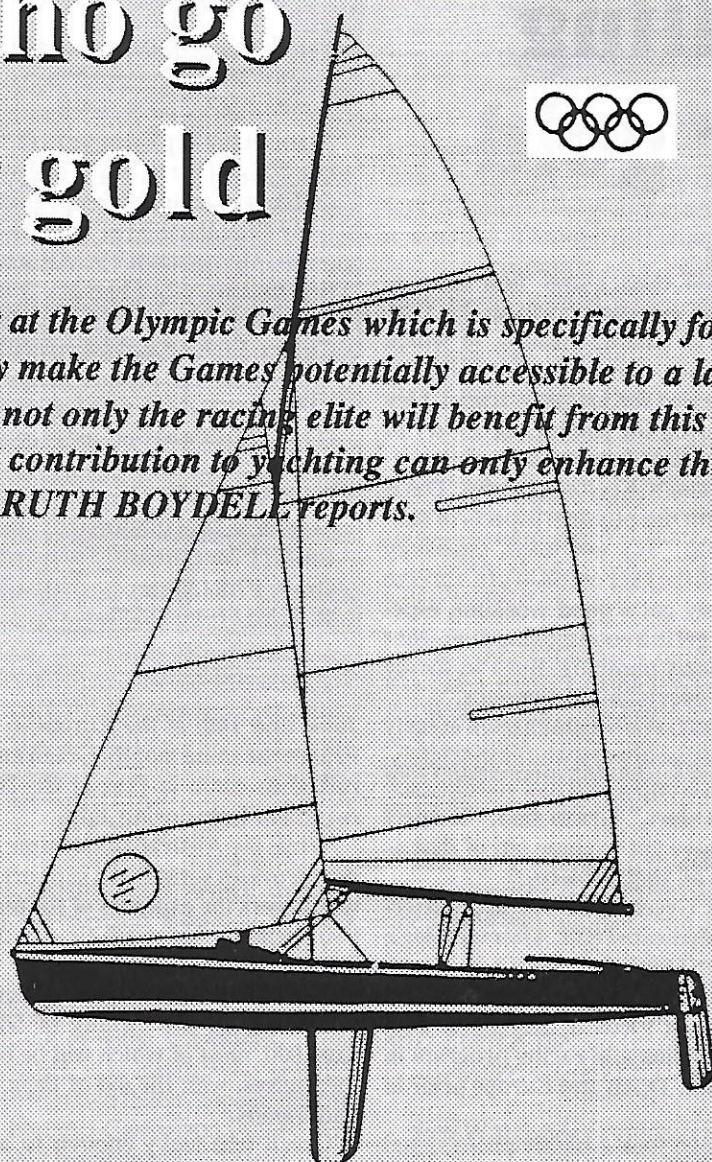 ho go
gold
at the Olympic Games which is specifically fo
make the Games potentially accessible to a la
not only the racing elite will benefit from this
contribution to yachting can only enhance th
RUTH BOYDELL reports.